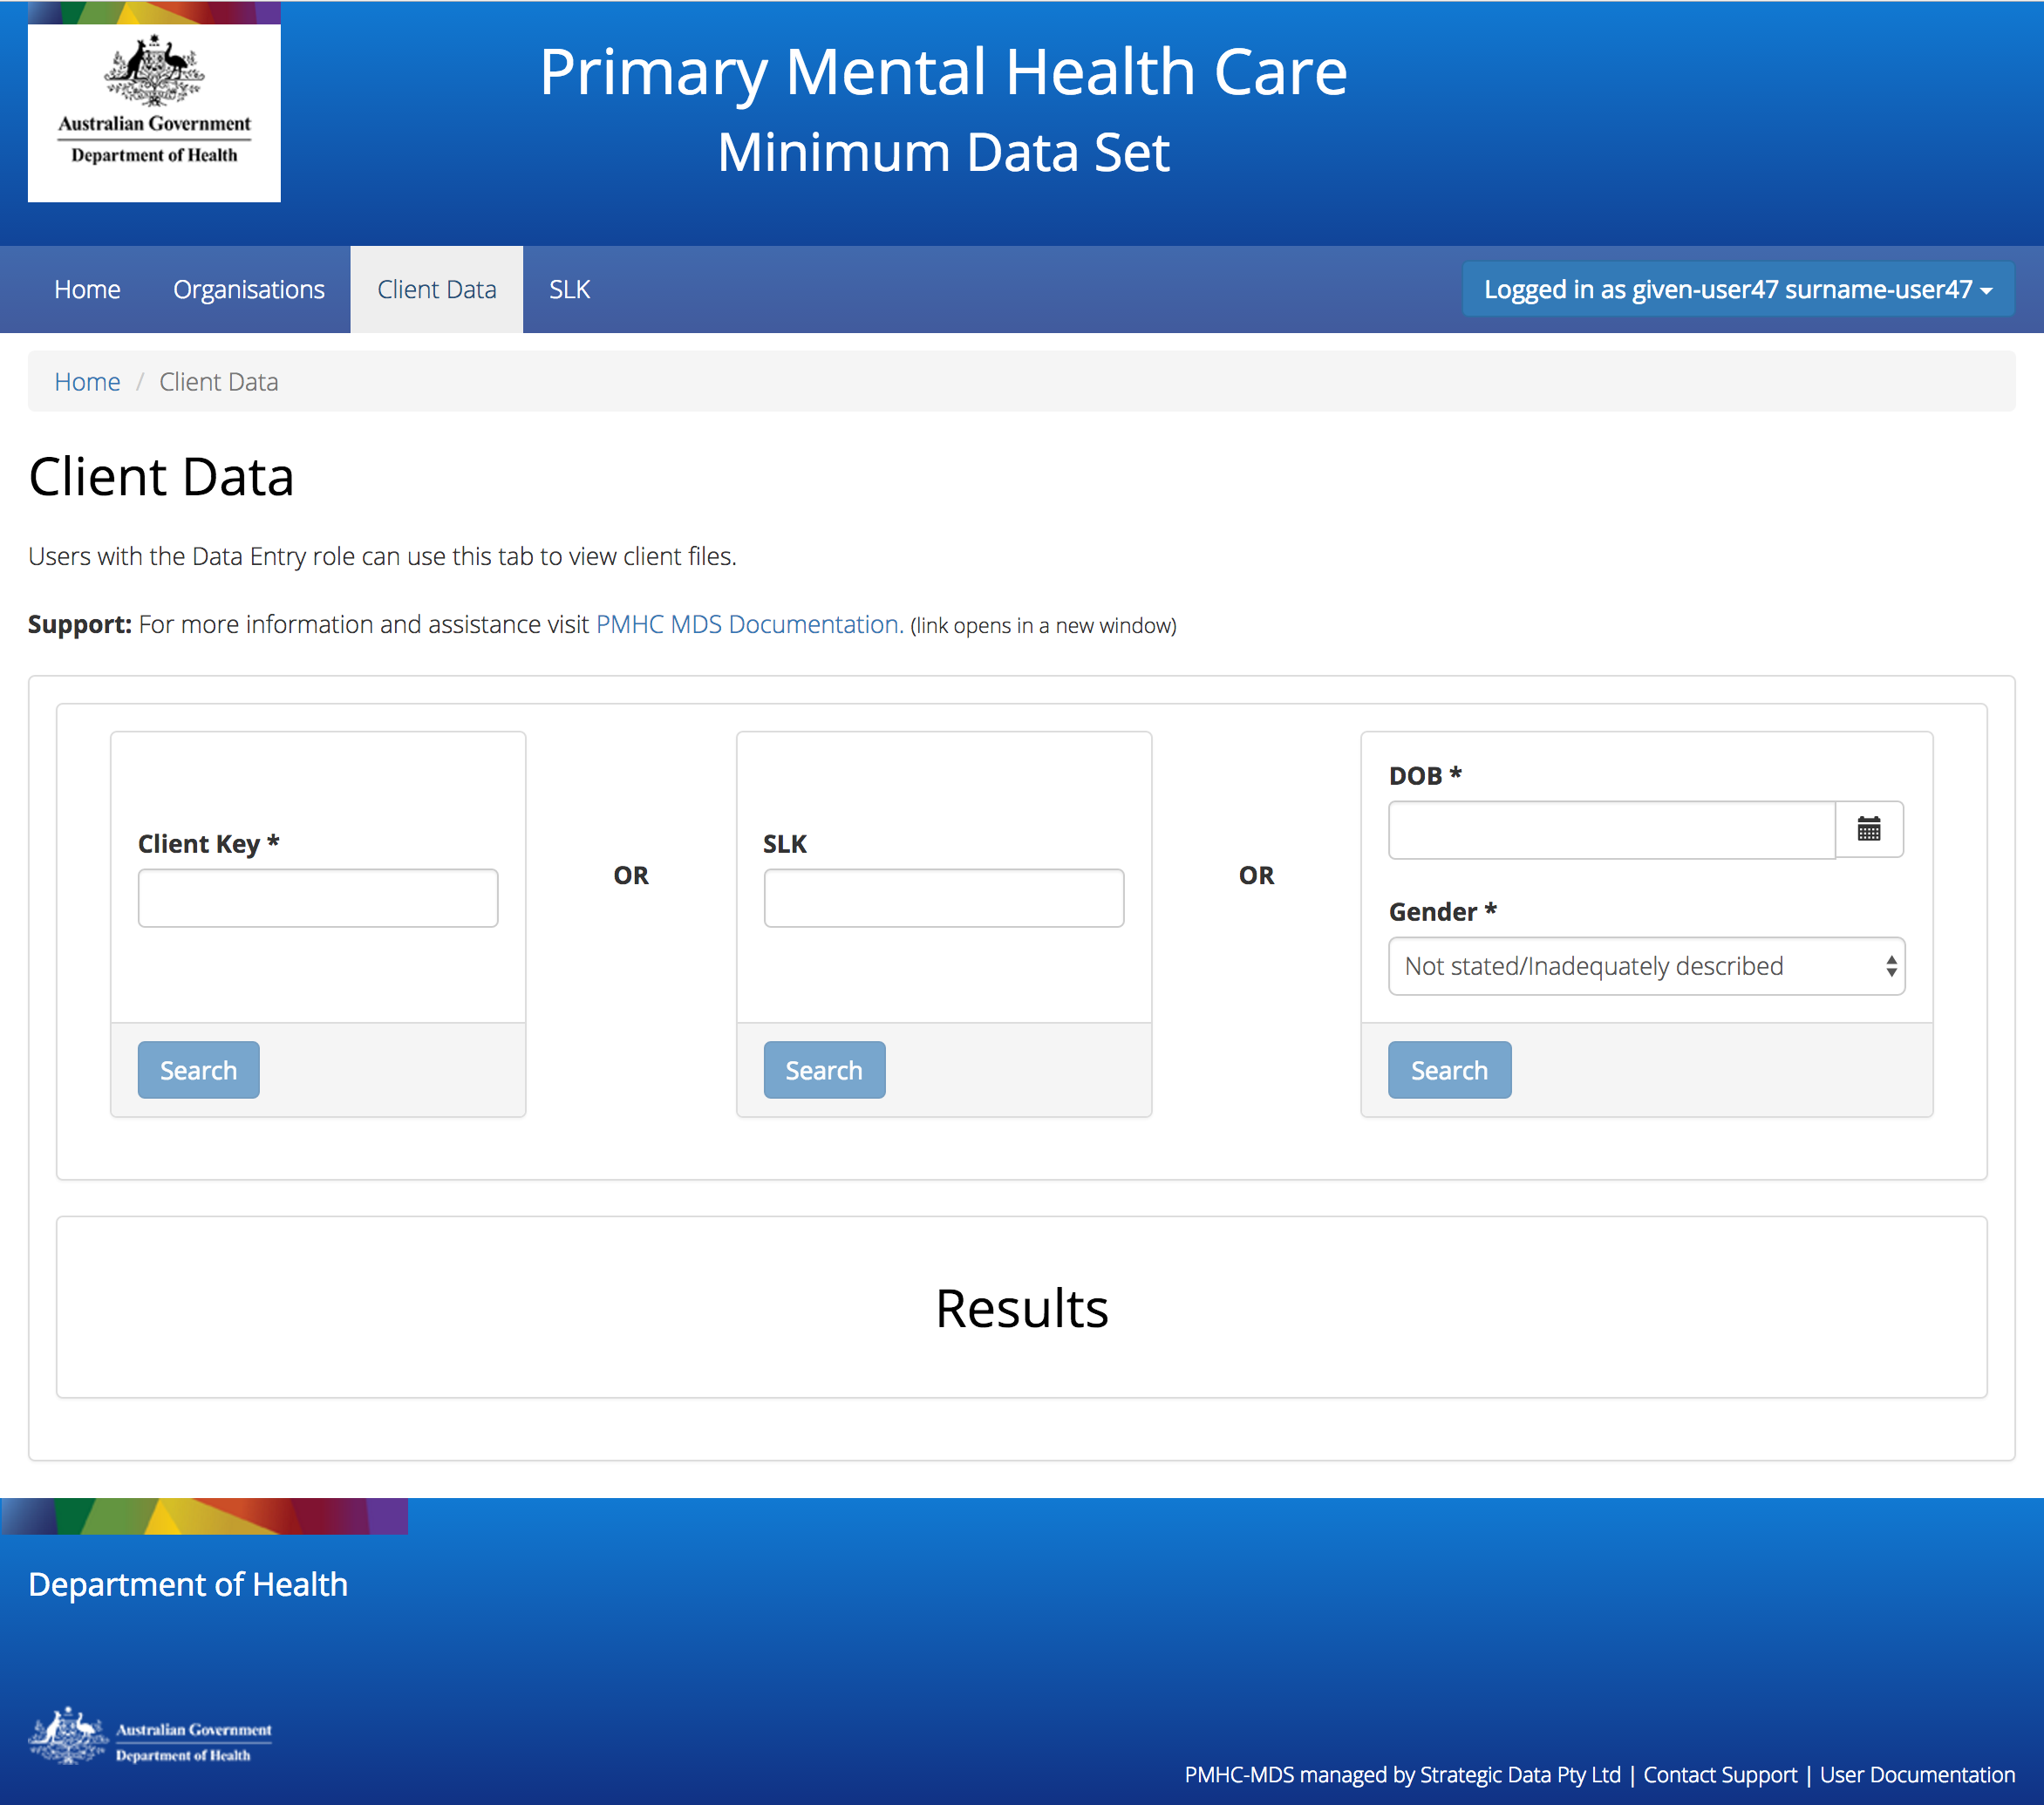 Australian Government
Department of Health
Primary Mental Health Care
Minimum Data Set
Home Organisations Client Data SLK Logged in as given-user47 surname-user47
Home / Client Data
Client Data
Users with the Data Entry role can use this tab to view client files.
Support: For more information and assistance visit PMHC MDS Documentation. (link opens in a new window)
Client Key *
OR
SLK
OR
DOB *
Gender *
Not stated/Inadequately described
Search
Search
Search
Results
Department of Health
Australian Government
Department of Health
PMHC-MDS managed by Strategic Data Pty Ltd | Contact Support | User Documentation